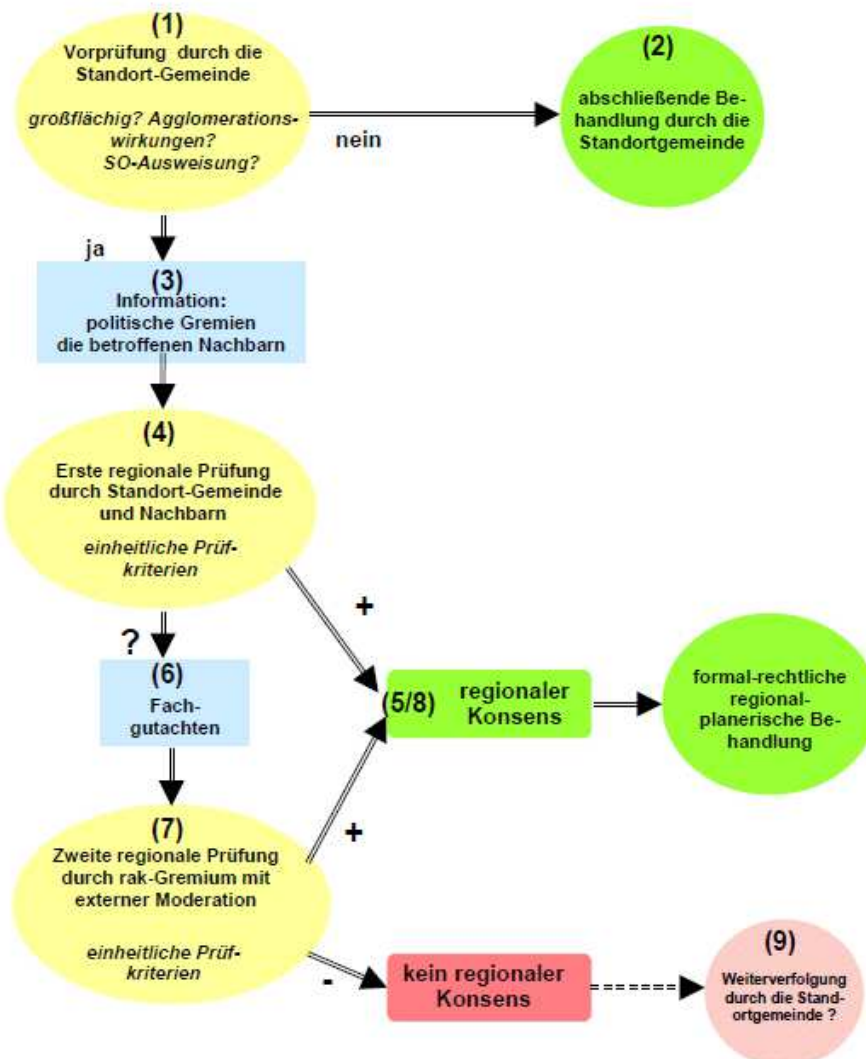 (1)
Vorprüfung durch die
Standort-Gemeinde
großflächig? Agglomerations-
wirkungen?
SO-Ausweisung?
nein
(2)
abschließende Be-
handlung durch die
Standortgemeinde
ja
(3)
Information:
politische Gremien
die betroffenen Nachbarn
(4)
Erste regionale Prüfung
durch Standort-Gemeinde
und Nachbarn
einheitliche Prüf-
kriterien
+
?
(6)
Fach-
gutachten
(5/8) regionaler
Konsens
formal-rechtliche
regional-
planerische Be-
handlung
(7)
Zweite regionale Prüfung
durch rak-Gremium mit
externer Moderation
einheitliche Prüf-
kriterien
+
-
kein regionaler
Konsens
(9)
Weiterverfolgung
durch die Stand-
ortgemeinde ?